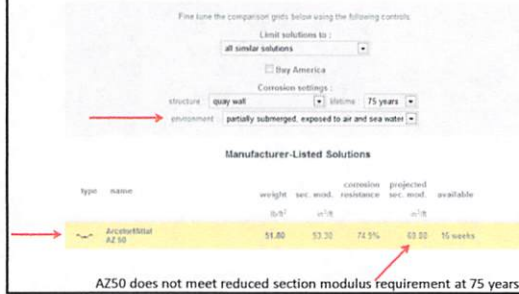 Fine tune the comparison grids below using the following controls:
Limit solutions to :
all similar solutions
Buy America
Corrosion settings :
structure : quay wall lifetime : 75 years
environment : partially submerged, exposed to air and sea water
Manufacturer-Listed Solutions
type name weight sec. mod. corrosion resistance projected sec. mod. available
lb/ft² in³/ft in³/ft
ArcelorMittal AZ 50 51.80 74.9% 16 weeks
AZ50 does not meet reduced section modulus requirement at 75 years